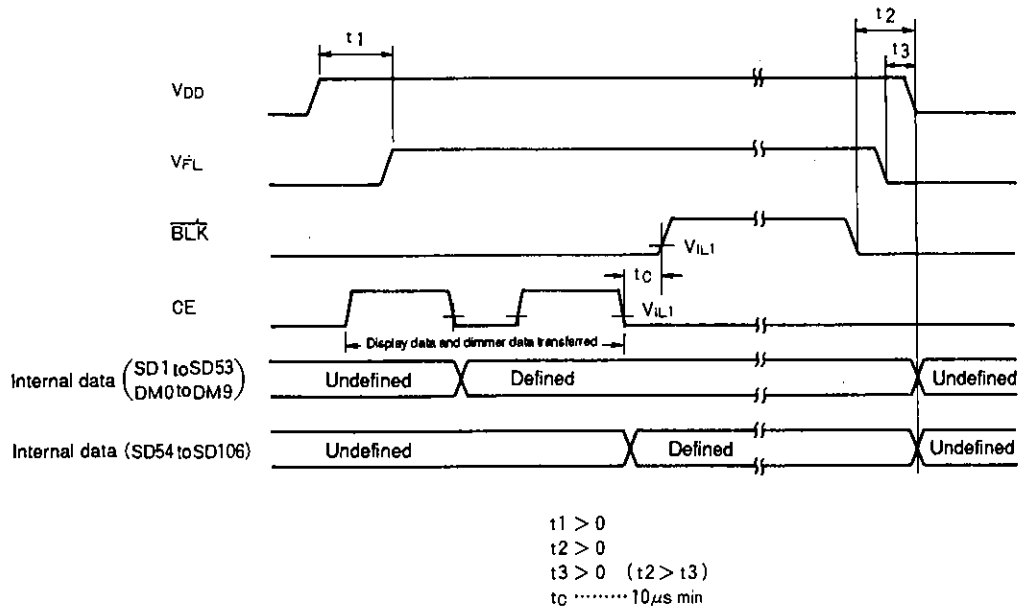 t1
t2
t3
VDD
VFL
BLK
VIL1
tC
CE
VIL1
Display data and dimmer data transferred
Internal data (SD1 to SD53
DM0 to DM9)
Undefined
Defined
Undefined
Internal data (SD54 to SD106)
Undefined
Defined
Undefined
t1 > 0
t2 > 0
t3 > 0 (t2 > t3)
tC ········· 10μs min